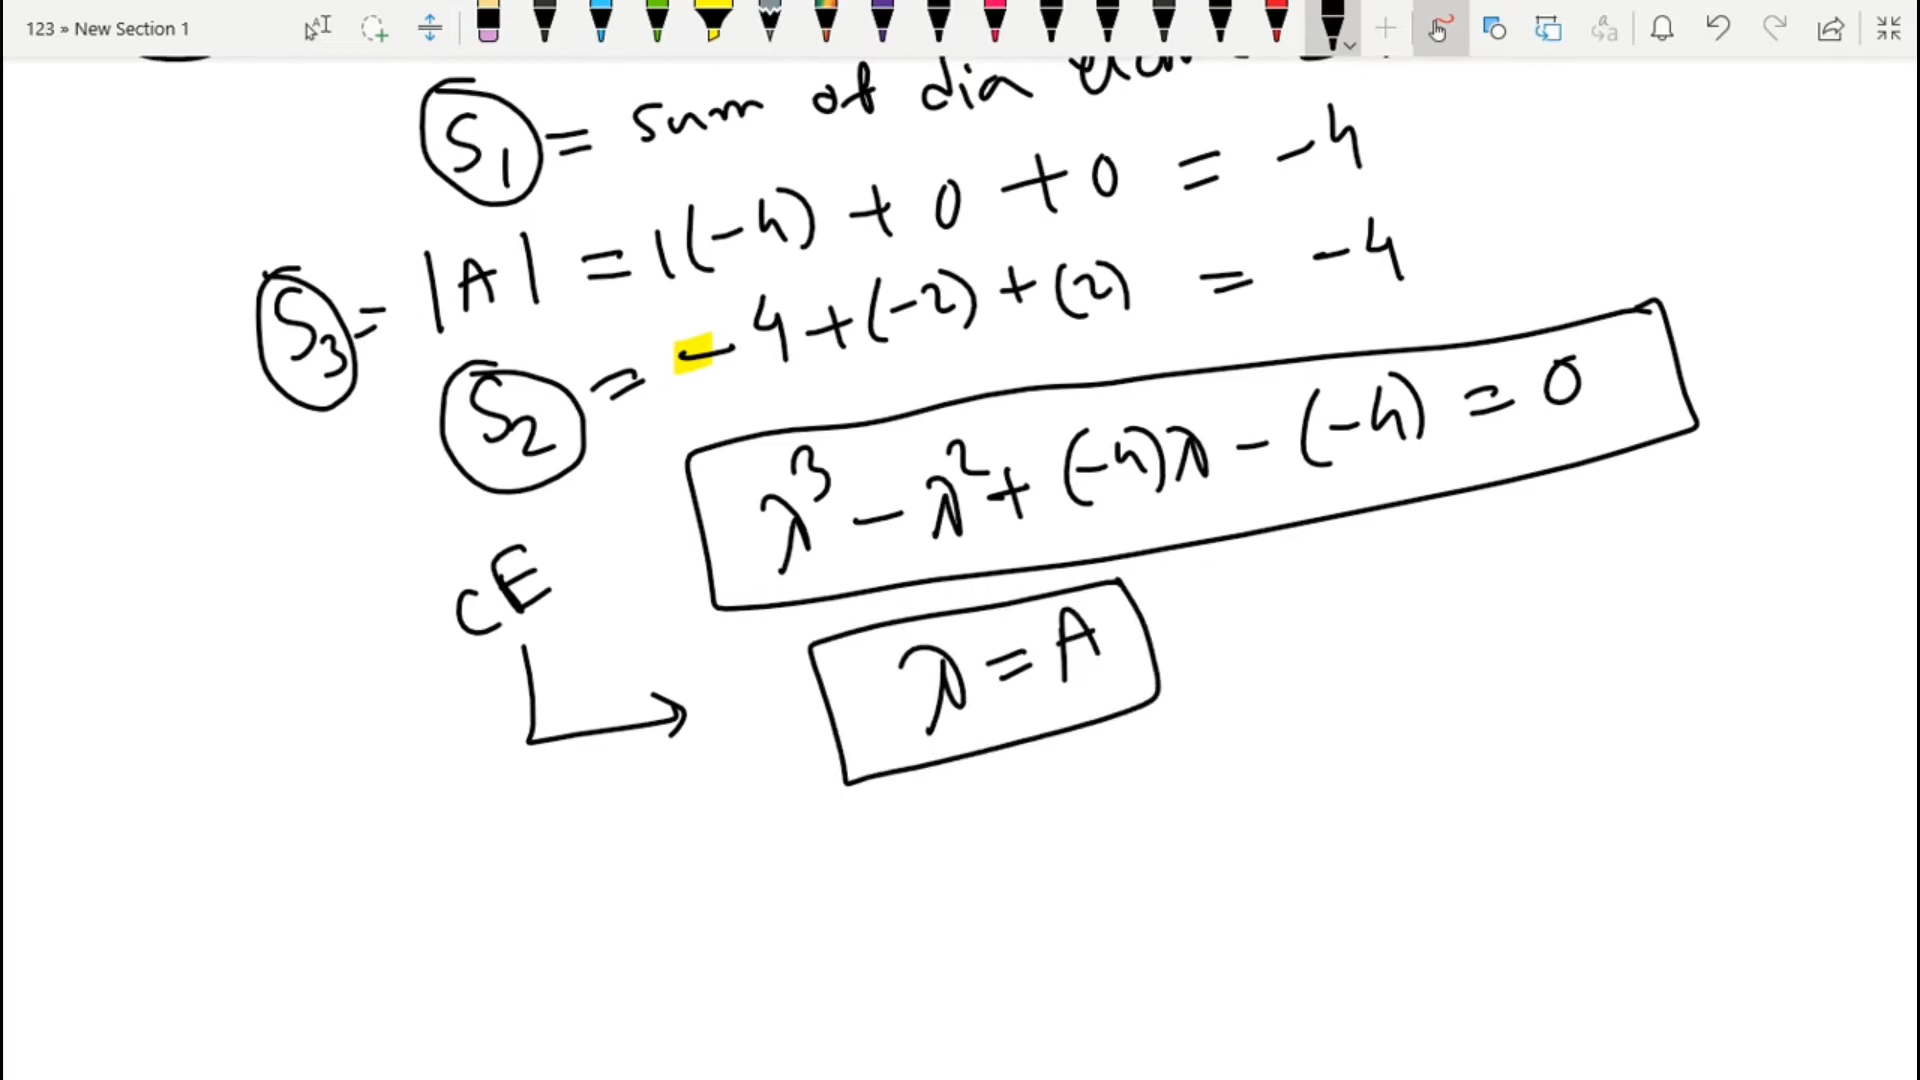 123 » New Section 1
S₁ = sum of dia
S₃ = |A| = 1(-4) + 0 + 0 = -4
S₂ = -4 + (-2) + (2) = -4
λ³ - λ² + (-4)λ - (-4) = 0
CE
λ = A